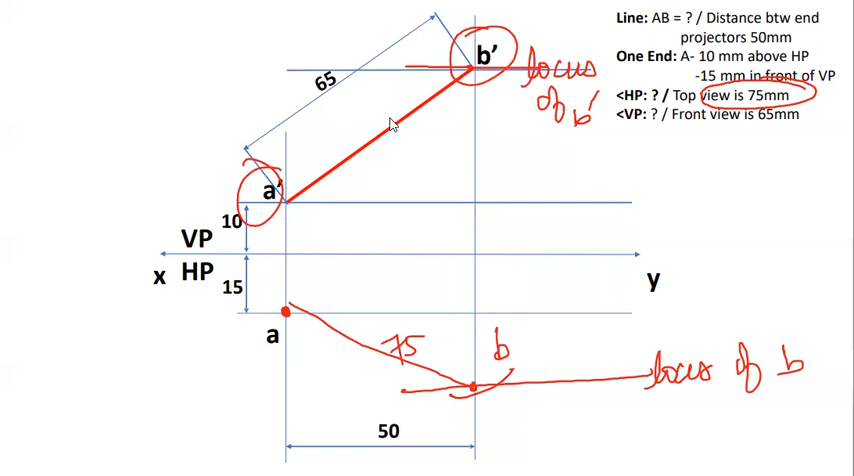 Line: AB = ? / Distance btw end
projectors 50mm
One End: A- 10 mm above HP
-15 mm in front of VP
<HP: ? / Top view is 75mm
<VP: ? / Front view is 65mm
b'
locus
of b'
65
a'
10
VP
x HP
y
15
a
75
b
locus of b
50